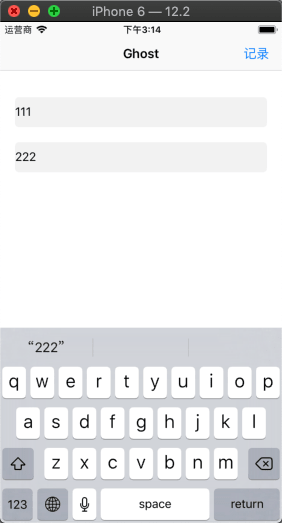 iPhone 6 — 12.2
运营商 下午3:14
Ghost 记录
111
222
“222”
q w e r t y u i o p
a s d f g h j k l
z x c v b n m
123 space return